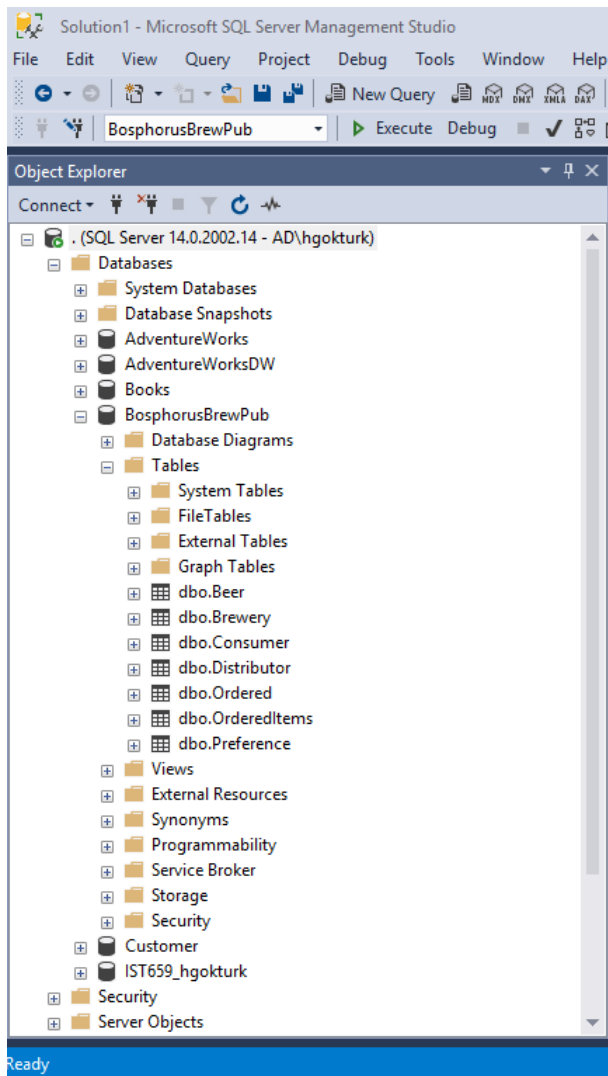 Solution1 - Microsoft SQL Server Management Studio
File Edit View Query Project Debug Tools Window Help
New Query MDX DMX XMLA DAX
BosphorusBrewPub Execute Debug
Object Explorer
Connect
. (SQL Server 14.0.2002.14 - AD\hgokturk)
Databases
System Databases
Database Snapshots
AdventureWorks
AdventureWorksDW
Books
BosphorusBrewPub
Database Diagrams
Tables
System Tables
FileTables
External Tables
Graph Tables
dbo.Beer
dbo.Brewery
dbo.Consumer
dbo.Distributor
dbo.Ordered
dbo.OrderedItems
dbo.Preference
Views
External Resources
Synonyms
Programmability
Service Broker
Storage
Security
Customer
IST659_hgokturk
Security
Server Objects
Ready